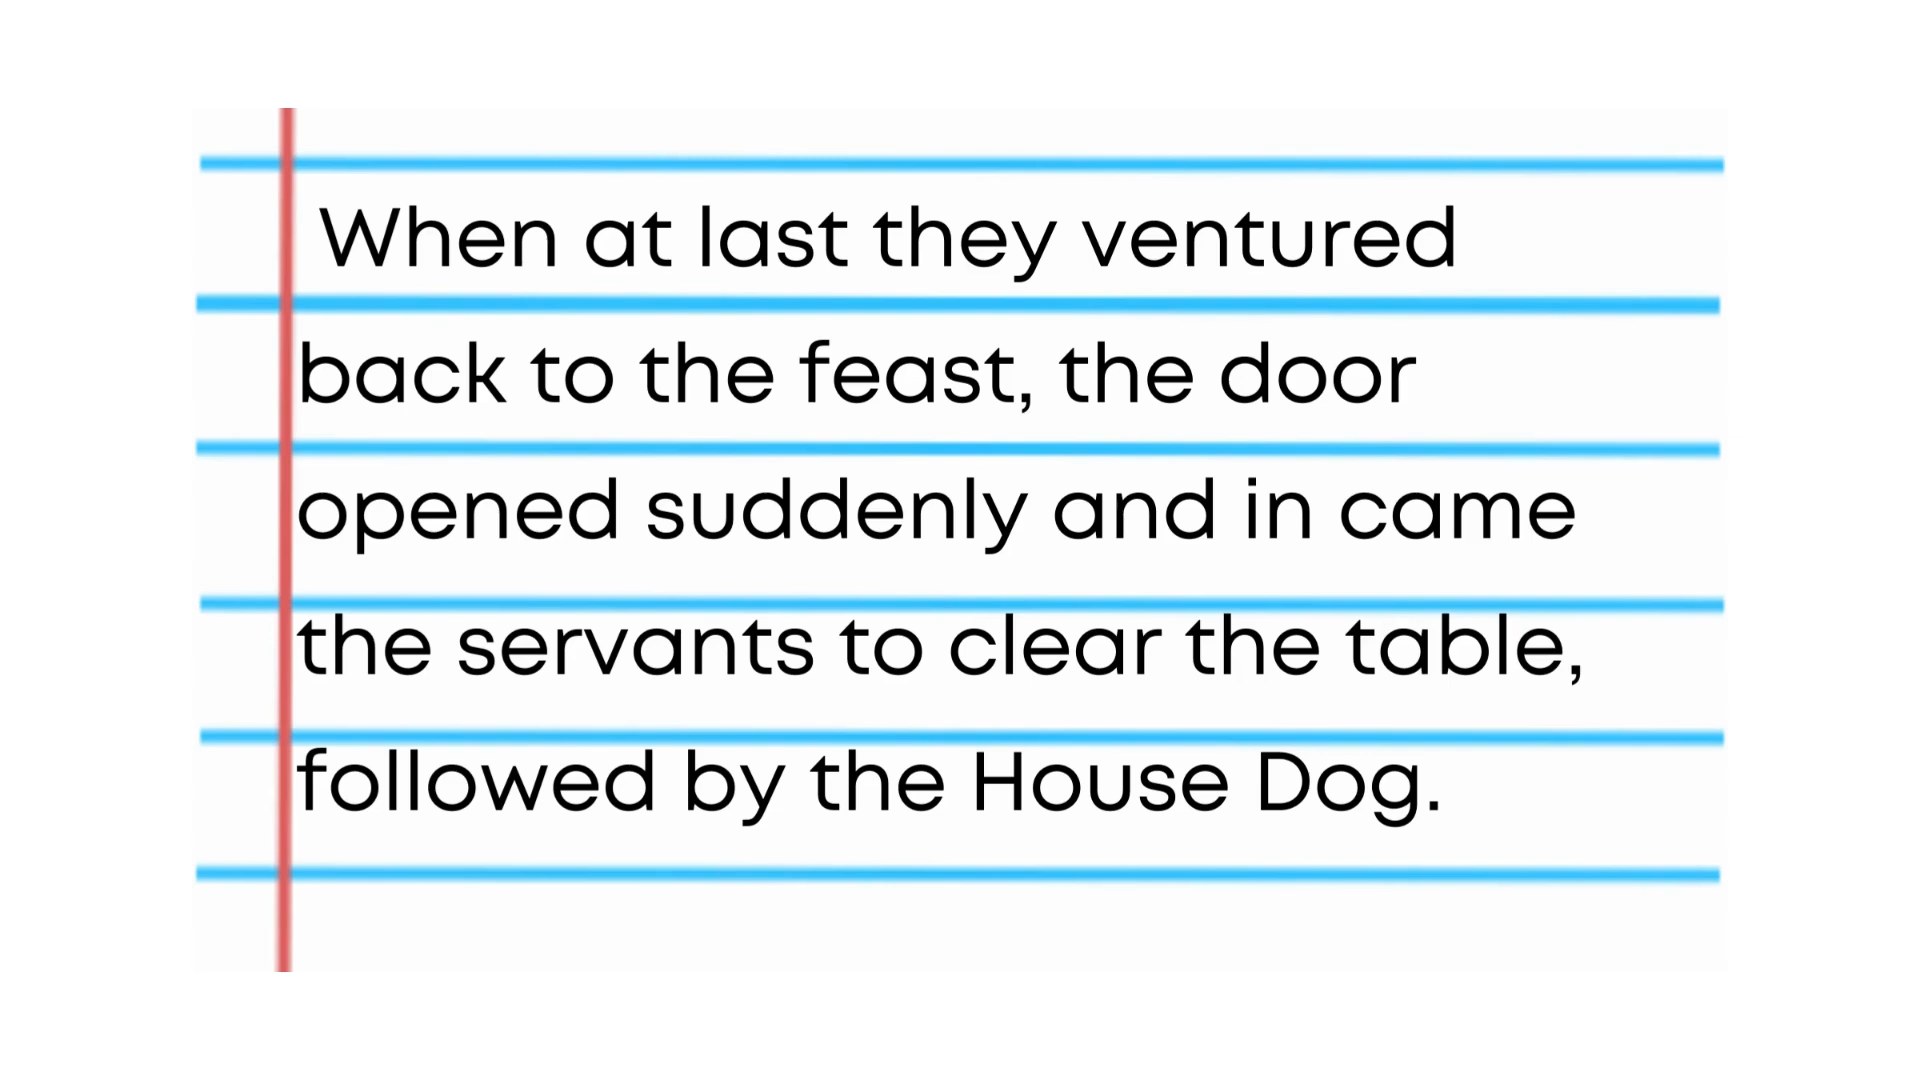 When at last they ventured
back to the feast, the door
opened suddenly and in came
the servants to clear the table,
followed by the House Dog.